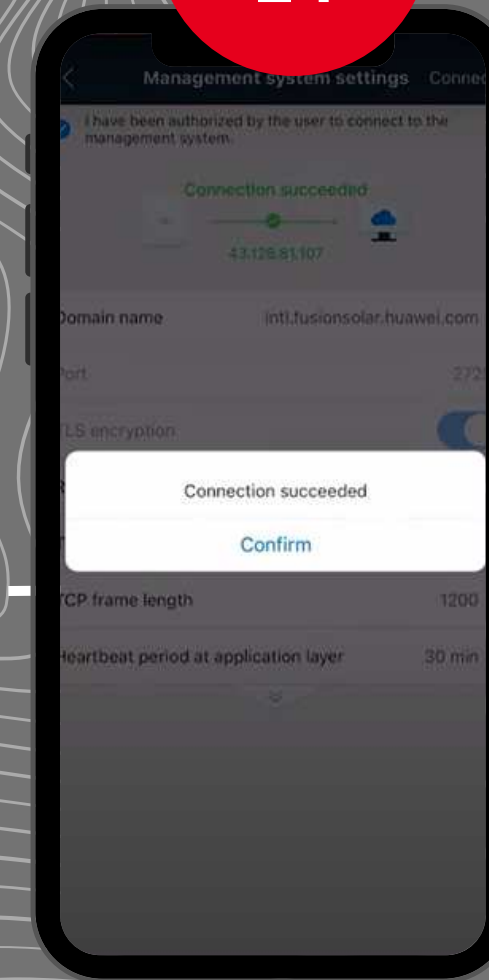 Management system settings
I have been authorized by the user to connect to the
management system.
Connection succeeded
43.128.81.107
Domain name intl.fusionsolar.huawei.com
Port
TLS encryption
Connection succeeded
Confirm
TCP frame length 1200
Heartbeat period at application layer 30 min